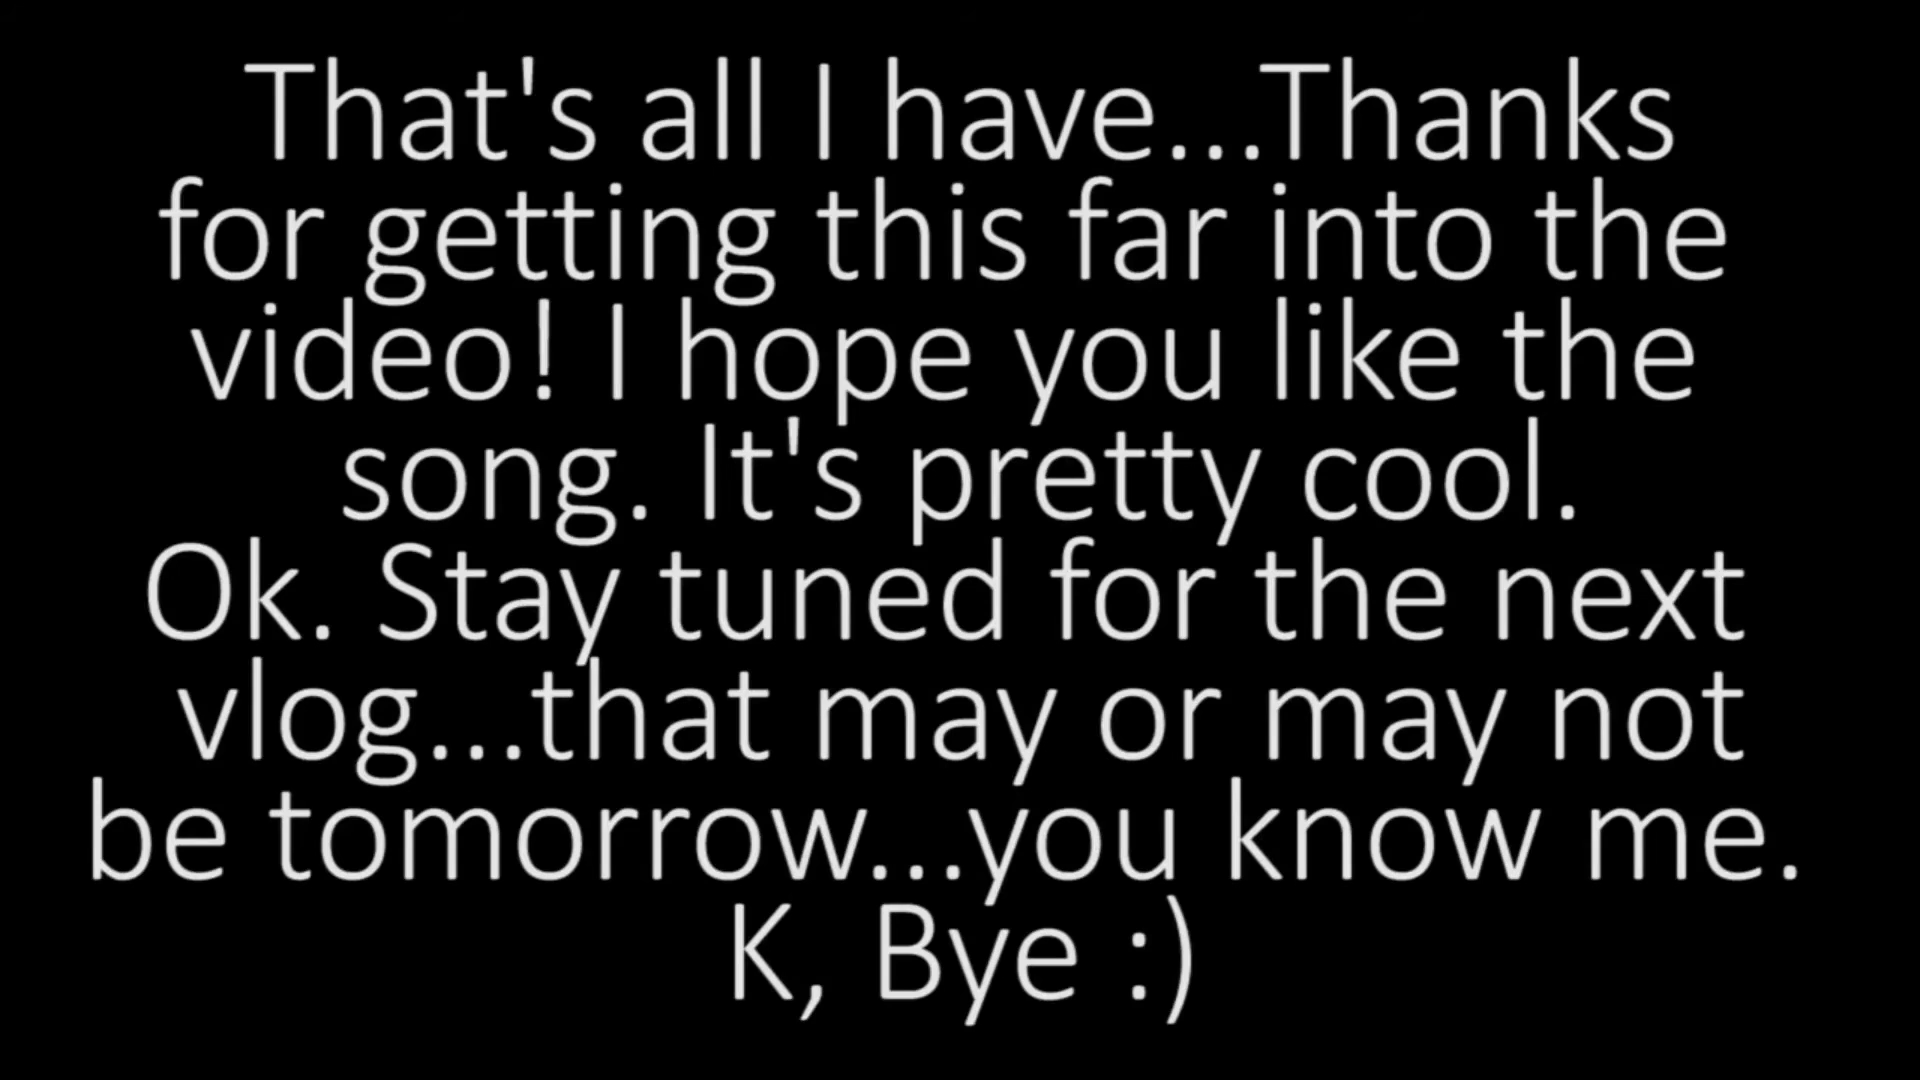 That's all I have...Thanks
for getting this far into the
video! I hope you like the
song. It's pretty cool.
Ok. Stay tuned for the next
vlog...that may or may not
be tomorrow...you know me.
K, Bye :)